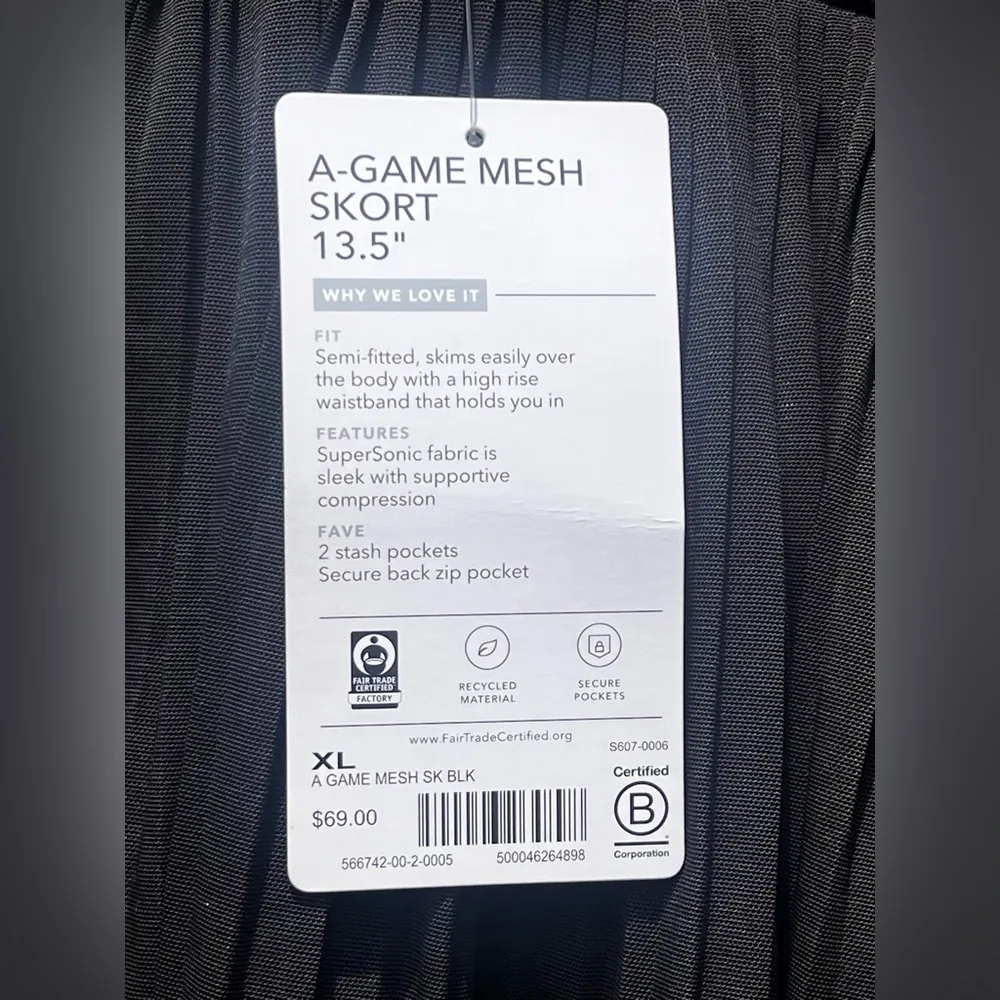 A-GAME MESH
SKORT
13.5"
WHY WE LOVE IT
FIT
Semi-fitted, skims easily over
the body with a high rise
waistband that holds you in
FEATURES
SuperSonic fabric is
sleek with supportive
compression
FAVE
2 stash pockets
Secure back zip pocket
FAIR TRADE
CERTIFIED
FACTORY
RECYCLED
MATERIAL
SECURE
POCKETS
www.FairTradeCertified.org
S607-0006
XL
A GAME MESH SK BLK
$69.00
566742-00-2-0005
500046264898
Certified
B
Corporation